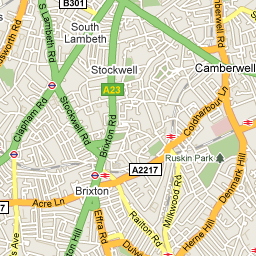 B301
South
Lambeth
S Lambeth Rd
Stockwell
Camberwell
A23
Clapham Rd
Stockwell Rd
Brixton Rd
Coldharbour Ln
Ruskin Park
A2217
Brixton
Denmark Hill
Acre Ln
Effra Rd
Railton Rd
Milkwood Rd
Herne Hill